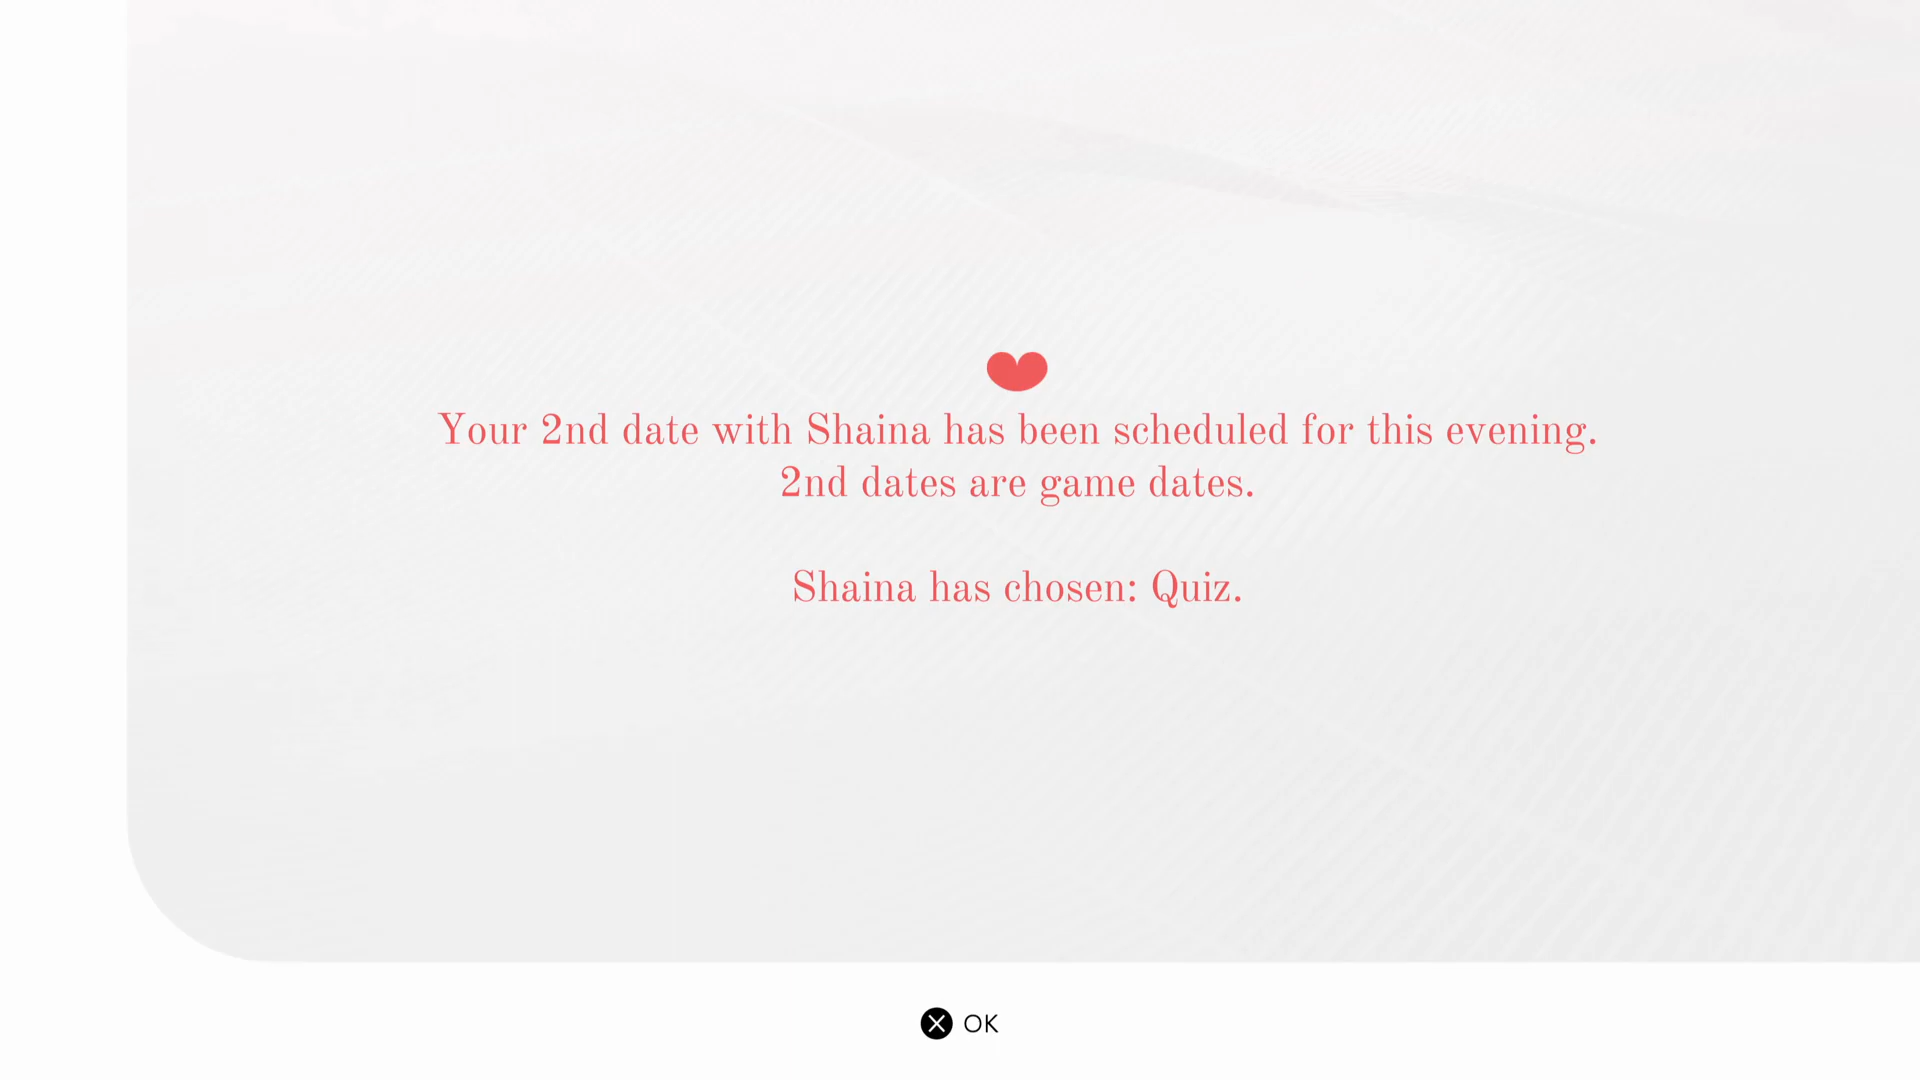 Your 2nd date with Shaina has been scheduled for this evening.
2nd dates are game dates.
Shaina has chosen: Quiz.
OK